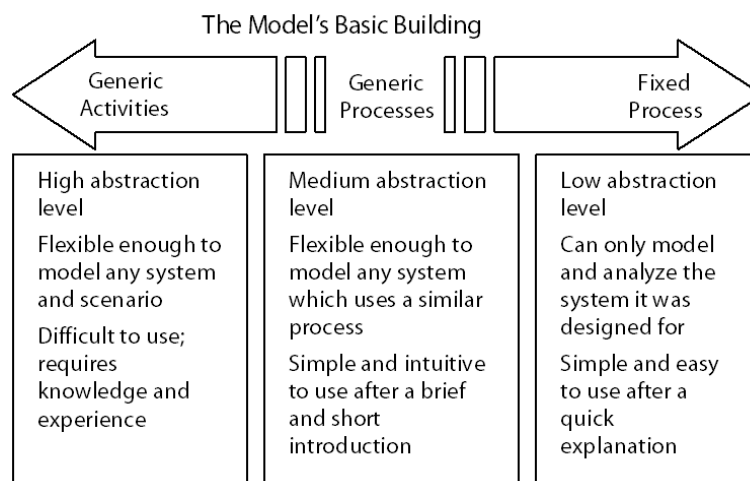 The Model's Basic Building
Generic
Activities
Generic
Processes
Fixed
Process
High abstraction
level
Flexible enough to
model any system
and scenario
Difficult to use;
requires
knowledge and
experience
Medium abstraction
level
Flexible enough to
model any system
which uses a similar
process
Simple and intuitive
to use after a brief
and short
introduction
Low abstraction
level
Can only model
and analyze the
system it was
designed for
Simple and easy
to use after a
quick
explanation